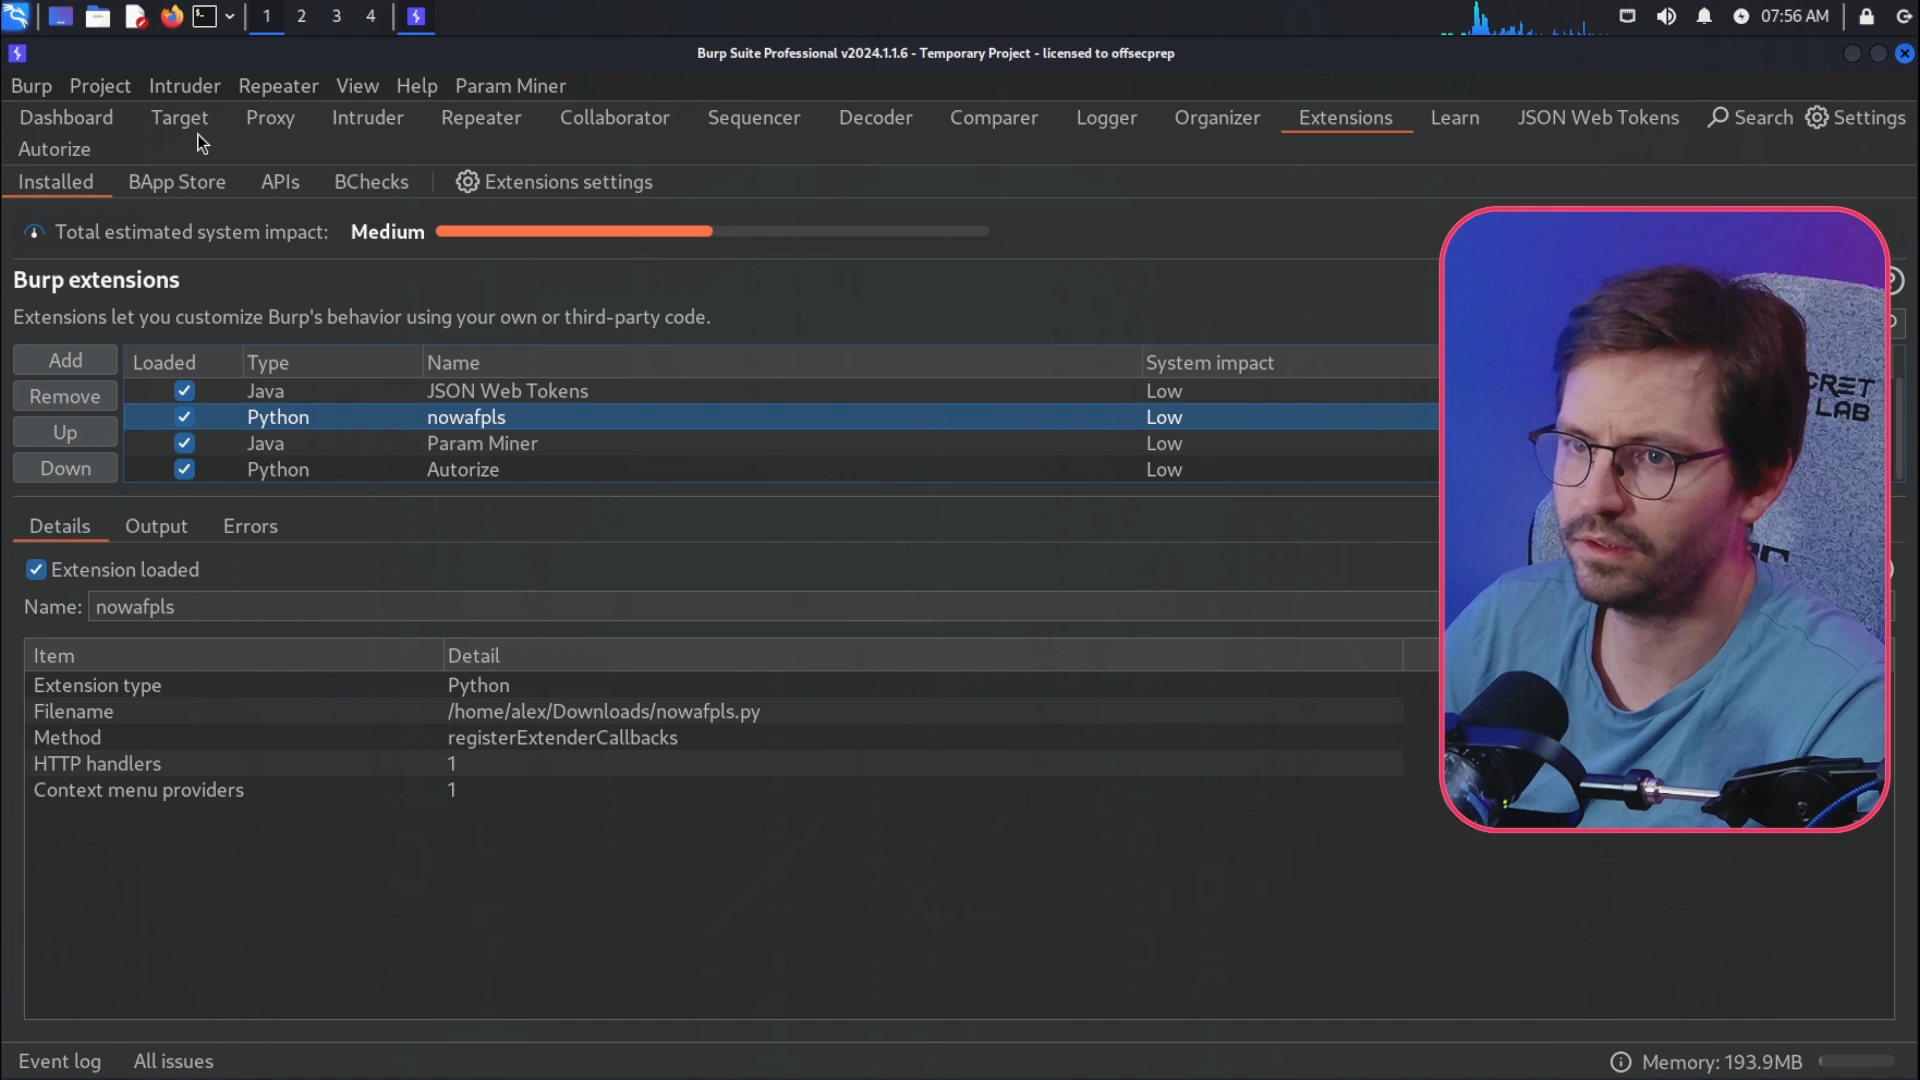 1 2 3 4 07:56 AM
Burp Suite Professional v2024.1.1.6 - Temporary Project - licensed to offsecprep
Burp Project Intruder Repeater View Help Param Miner
Dashboard Target Proxy Intruder Repeater Collaborator Sequencer Decoder Comparer Logger Organizer Extensions Learn JSON Web Tokens Search Settings
Autorize
Installed BApp Store APIs BChecks Extensions settings
Total estimated system impact: Medium
Burp extensions
Extensions let you customize Burp's behavior using your own or third-party code.
Add
Remove
Up
Down
Loaded Type Name System impact
Java JSON Web Tokens Low
Python nowafpls Low
Java Param Miner Low
Python Autorize Low
CRET
LAB
Details Output Errors
Extension loaded
Name: nowafpls
Item Detail
Extension type Python
Filename /home/alex/Downloads/nowafpls.py
Method registerExtenderCallbacks
HTTP handlers 1
Context menu providers 1
Event log All issues
Memory: 193.9MB